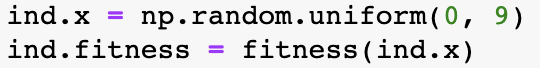 ind.x = np.random.uniform(0, 9)
ind.fitness = fitness(ind.x)